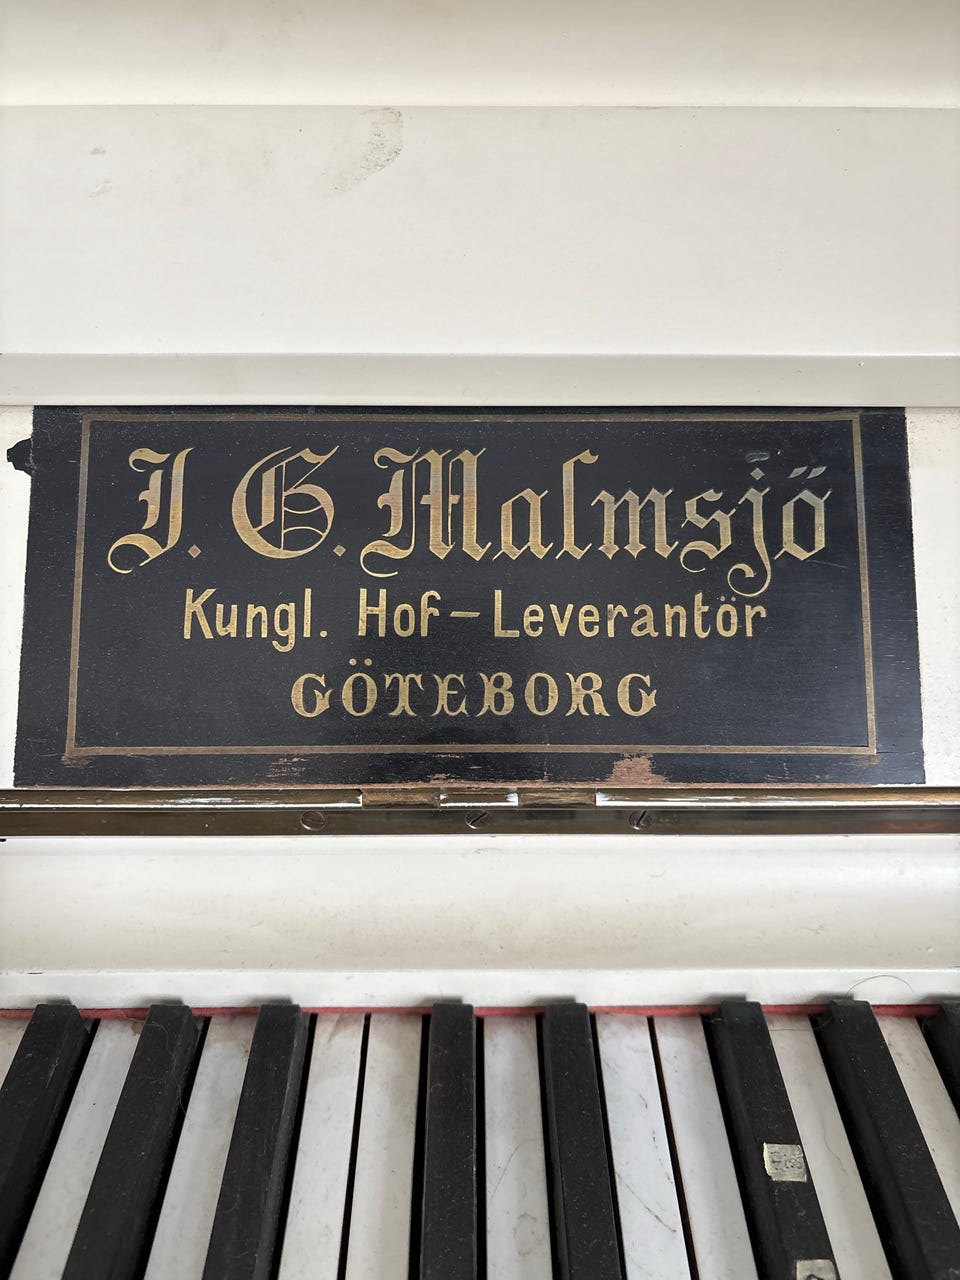 J. G. Malmsjö
Kungl. Hof-Leverantör
GÖTEBORG